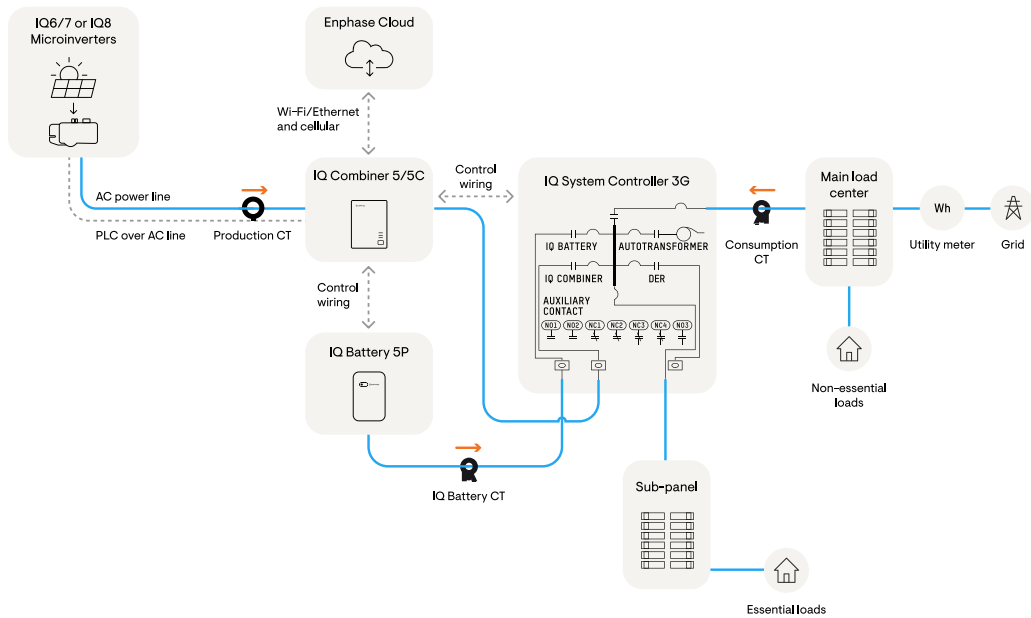 IQ6/7 or IQ8
Microinverters
Enphase Cloud
Wi-Fi/Ethernet
and cellular
AC power line
PLC over AC line
Production CT
IQ Combiner 5/5C
Control
wiring
IQ System Controller 3G
IQ BATTERY
AUTOTRANSFORMER
IQ COMBINER
DER
AUXILIARY
CONTACT
NO1
NO2
NC1
NC2
NC3
NC4
NO3
Consumption
CT
Main load
center
Wh
Utility meter
Grid
Control
wiring
IQ Battery 5P
IQ Battery CT
Non-essential
loads
Sub-panel
Essential loads